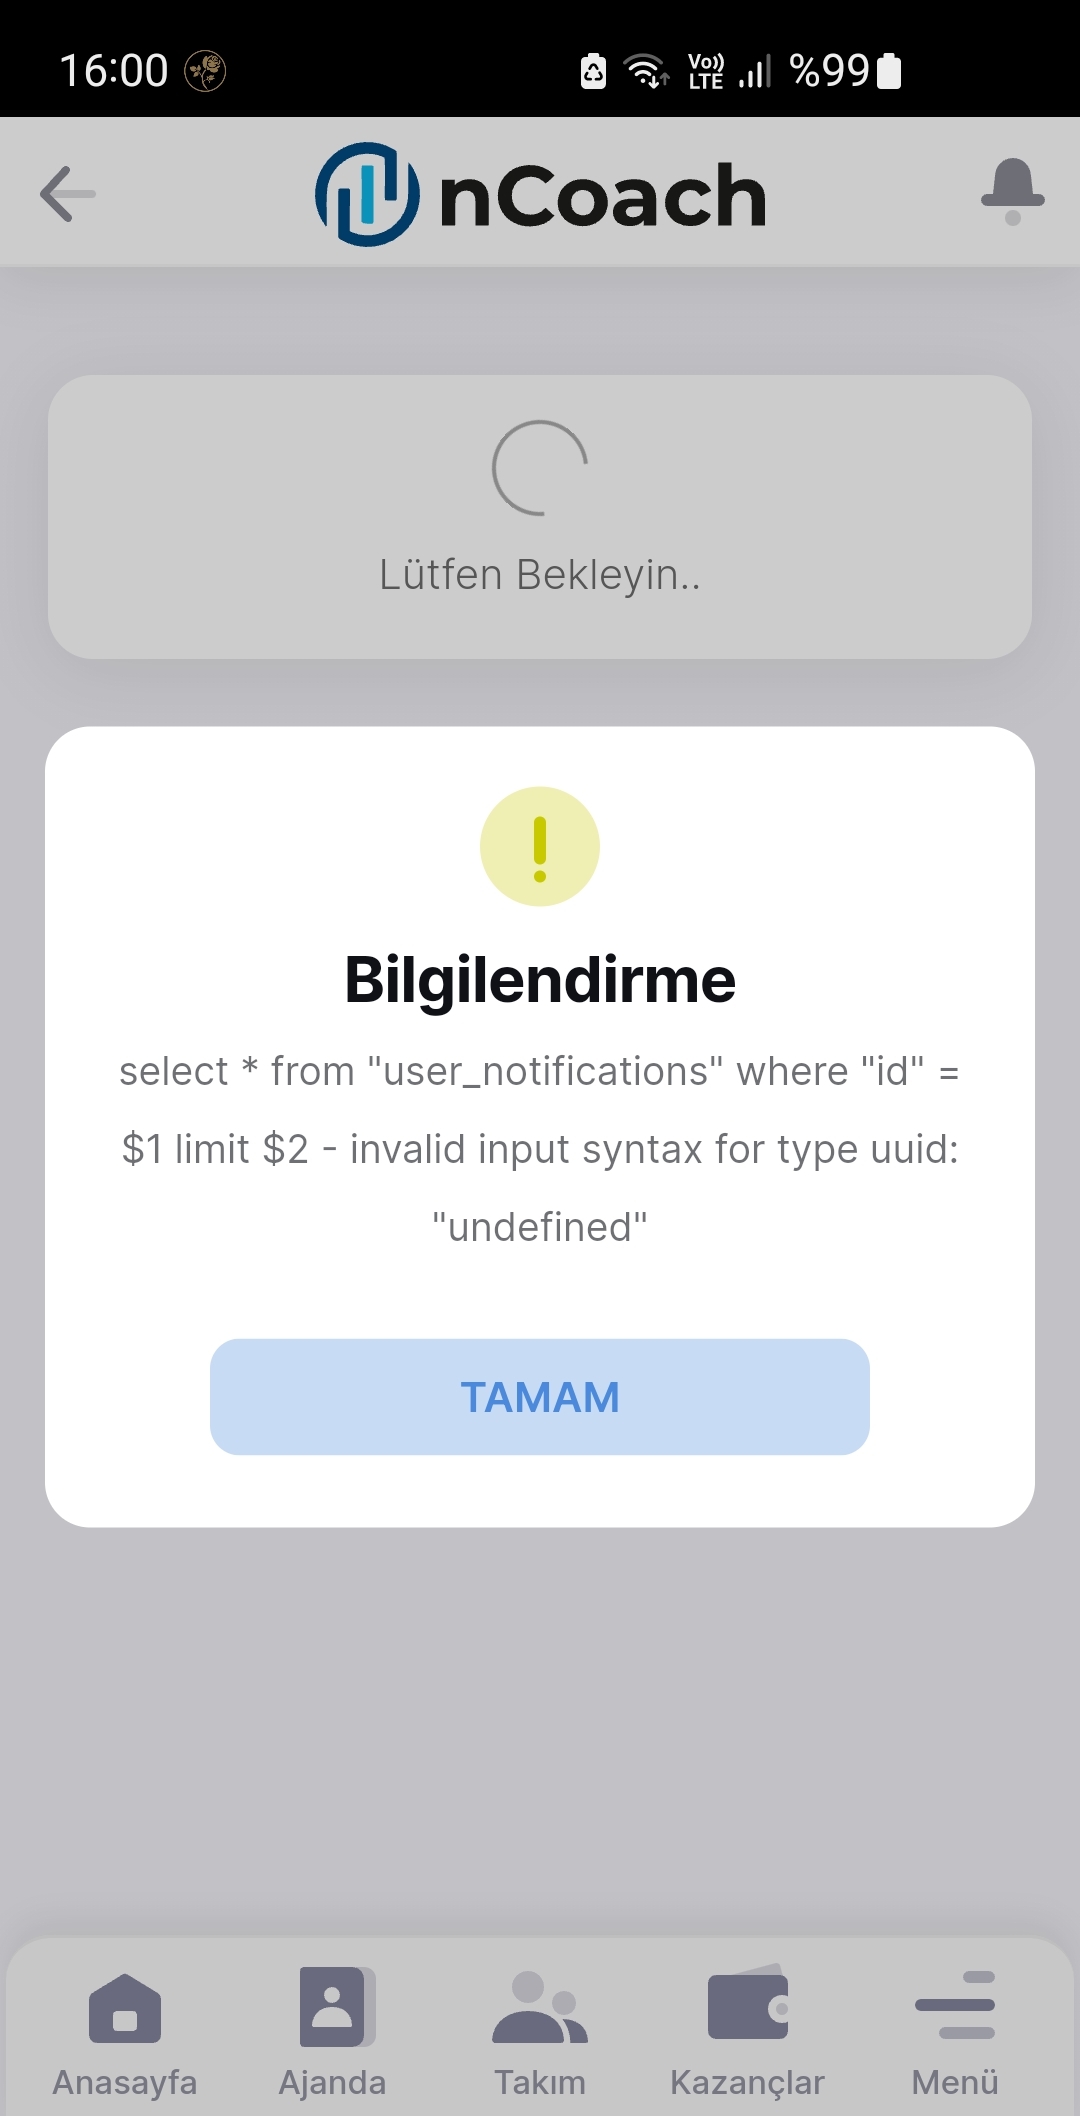 16:00
Vo)) LTE
%99
nCoach
Lütfen Bekleyin..
Bilgilendirme
select * from "user_notifications" where "id" =
$1 limit $2 - invalid input syntax for type uuid:
"undefined"
TAMAM
Anasayfa
Ajanda
Takım
Kazançlar
Menü